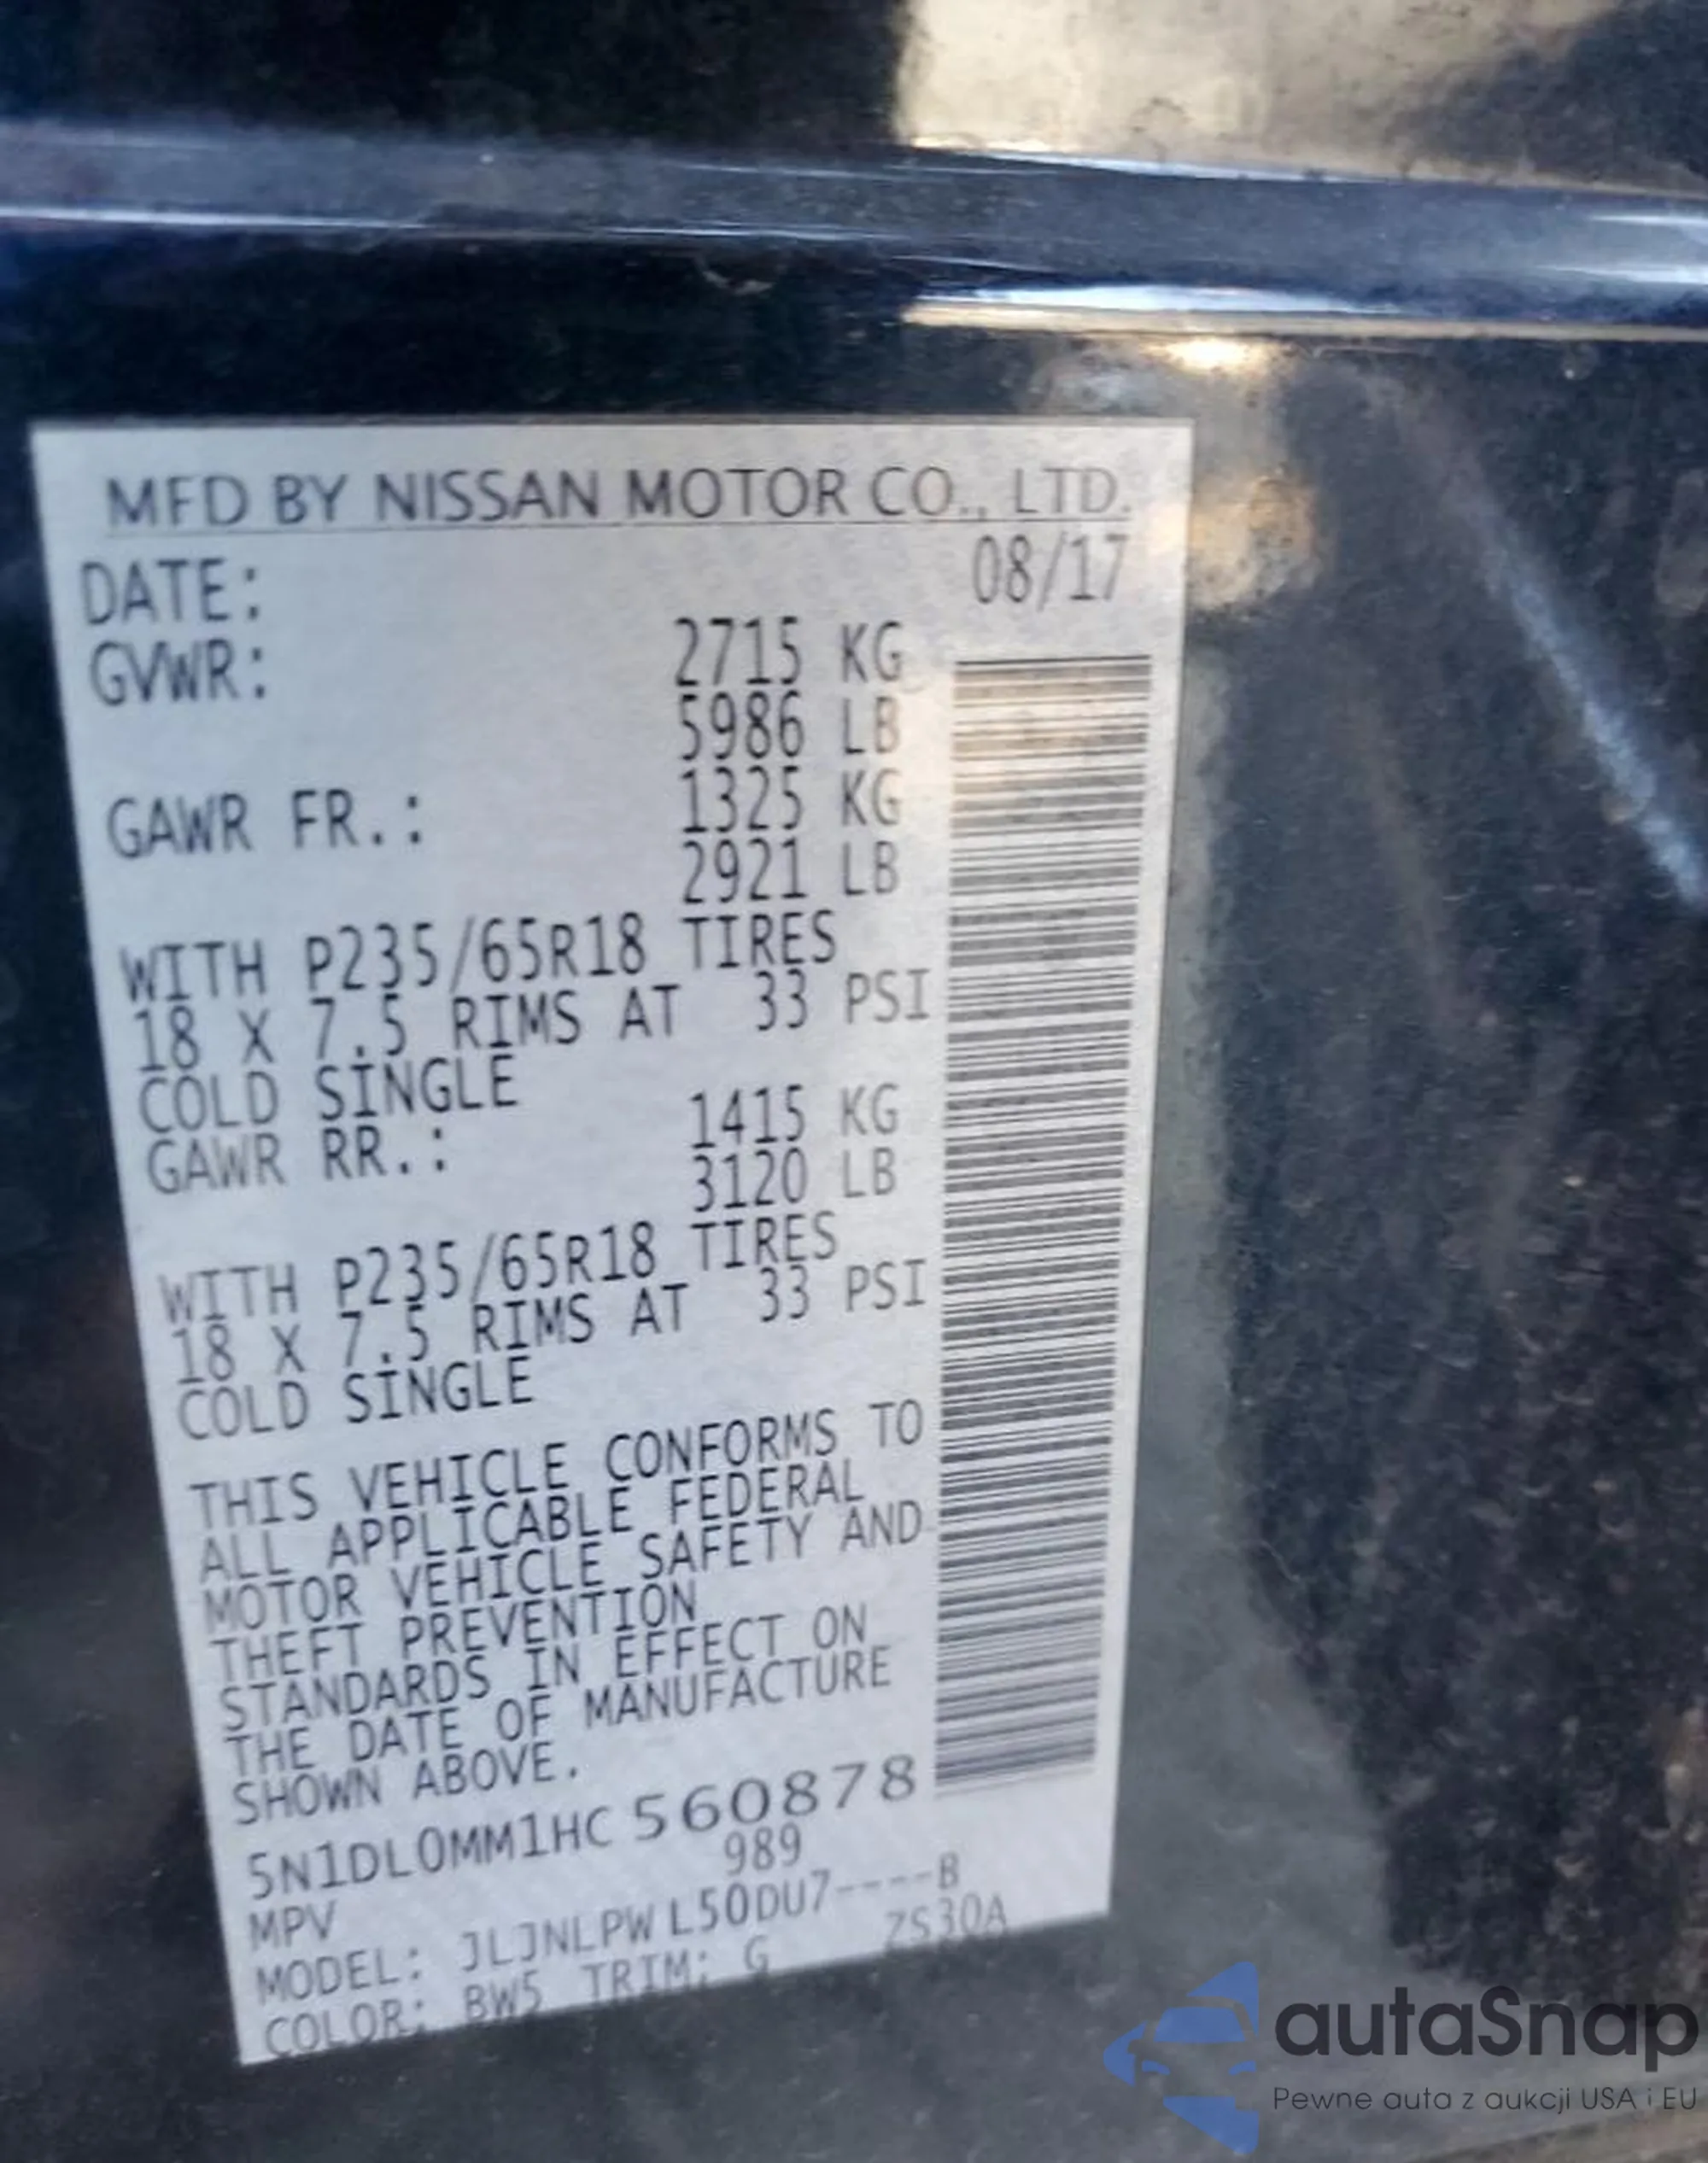 MFD BY NISSAN MOTOR CO., LTD.
DATE: 08/17
GVWR: 2715 KG
5986 LB
GAWR FR.: 1325 KG
2921 LB
WITH P235/65R18 TIRES
18 X 7.5 RIMS AT 33 PSI
COLD SINGLE
GAWR RR.: 1415 KG
3120 LB
WITH P235/65R18 TIRES
18 X 7.5 RIMS AT 33 PSI
COLD SINGLE
THIS VEHICLE CONFORMS TO
ALL APPLICABLE FEDERAL
MOTOR VEHICLE SAFETY AND
THEFT PREVENTION
STANDARDS IN EFFECT ON
THE DATE OF MANUFACTURE
SHOWN ABOVE.
5N1DL0MM1HC560878
MPV 989
MODEL: JLJNLPWL50DU7----B
COLOR: BW5 TRIM: G ZS30A
autaSnap
Pewne auta z aukcji USA i EU